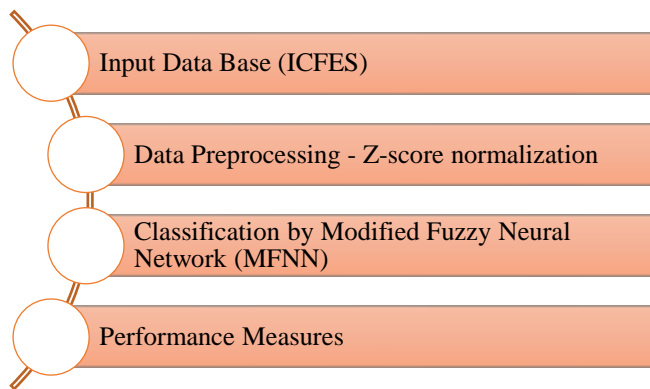 Input Data Base (ICFES)
Data Preprocessing - Z-score normalization
Classification by Modified Fuzzy Neural
Network (MFNN)
Performance Measures